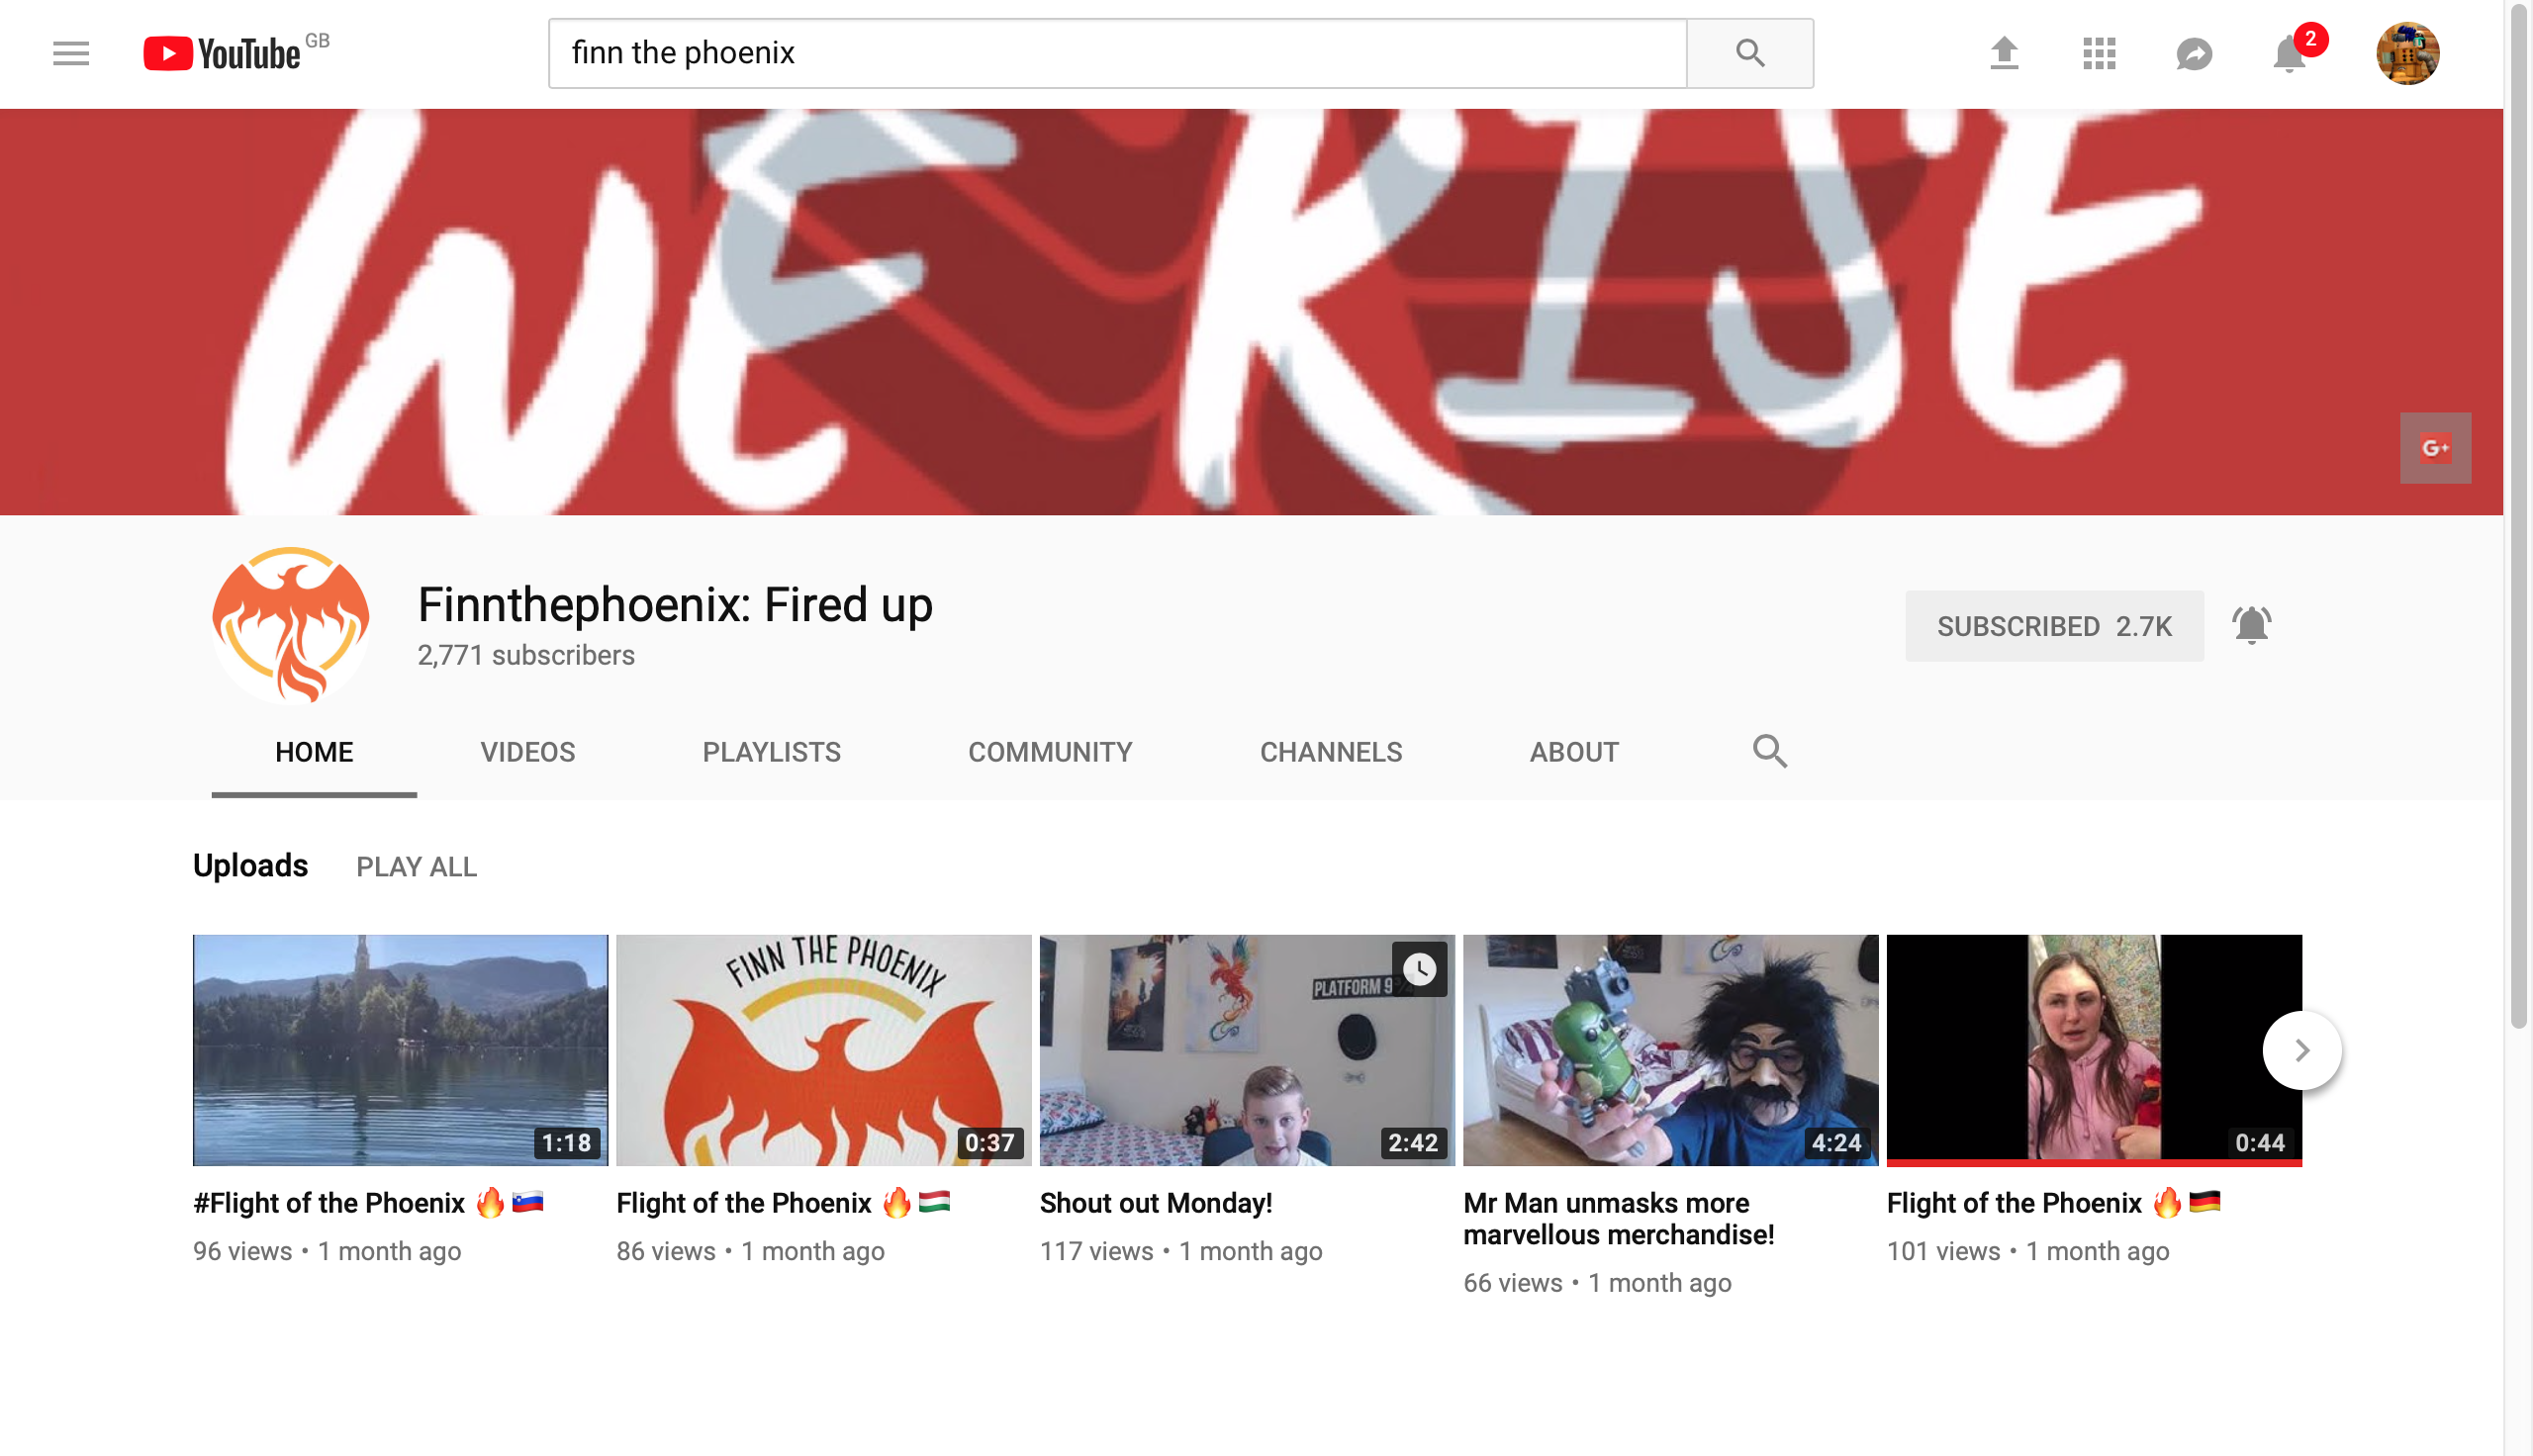 YouTube GB
finn the phoenix
2
WE RISE
G+
Finnthephoenix: Fired up
2,771 subscribers
SUBSCRIBED 2.7K
HOME VIDEOS PLAYLISTS COMMUNITY CHANNELS ABOUT
Uploads PLAY ALL
FINN THE PHOENIX
PLATFORM 9¾
1:18 0:37 2:42 4:24 0:44
#Flight of the Phoenix 🔥🇸🇮
96 views • 1 month ago
Flight of the Phoenix 🔥🇭🇺
86 views • 1 month ago
Shout out Monday!
117 views • 1 month ago
Mr Man unmasks more
marvellous merchandise!
66 views • 1 month ago
Flight of the Phoenix 🔥🇩🇪
101 views • 1 month ago